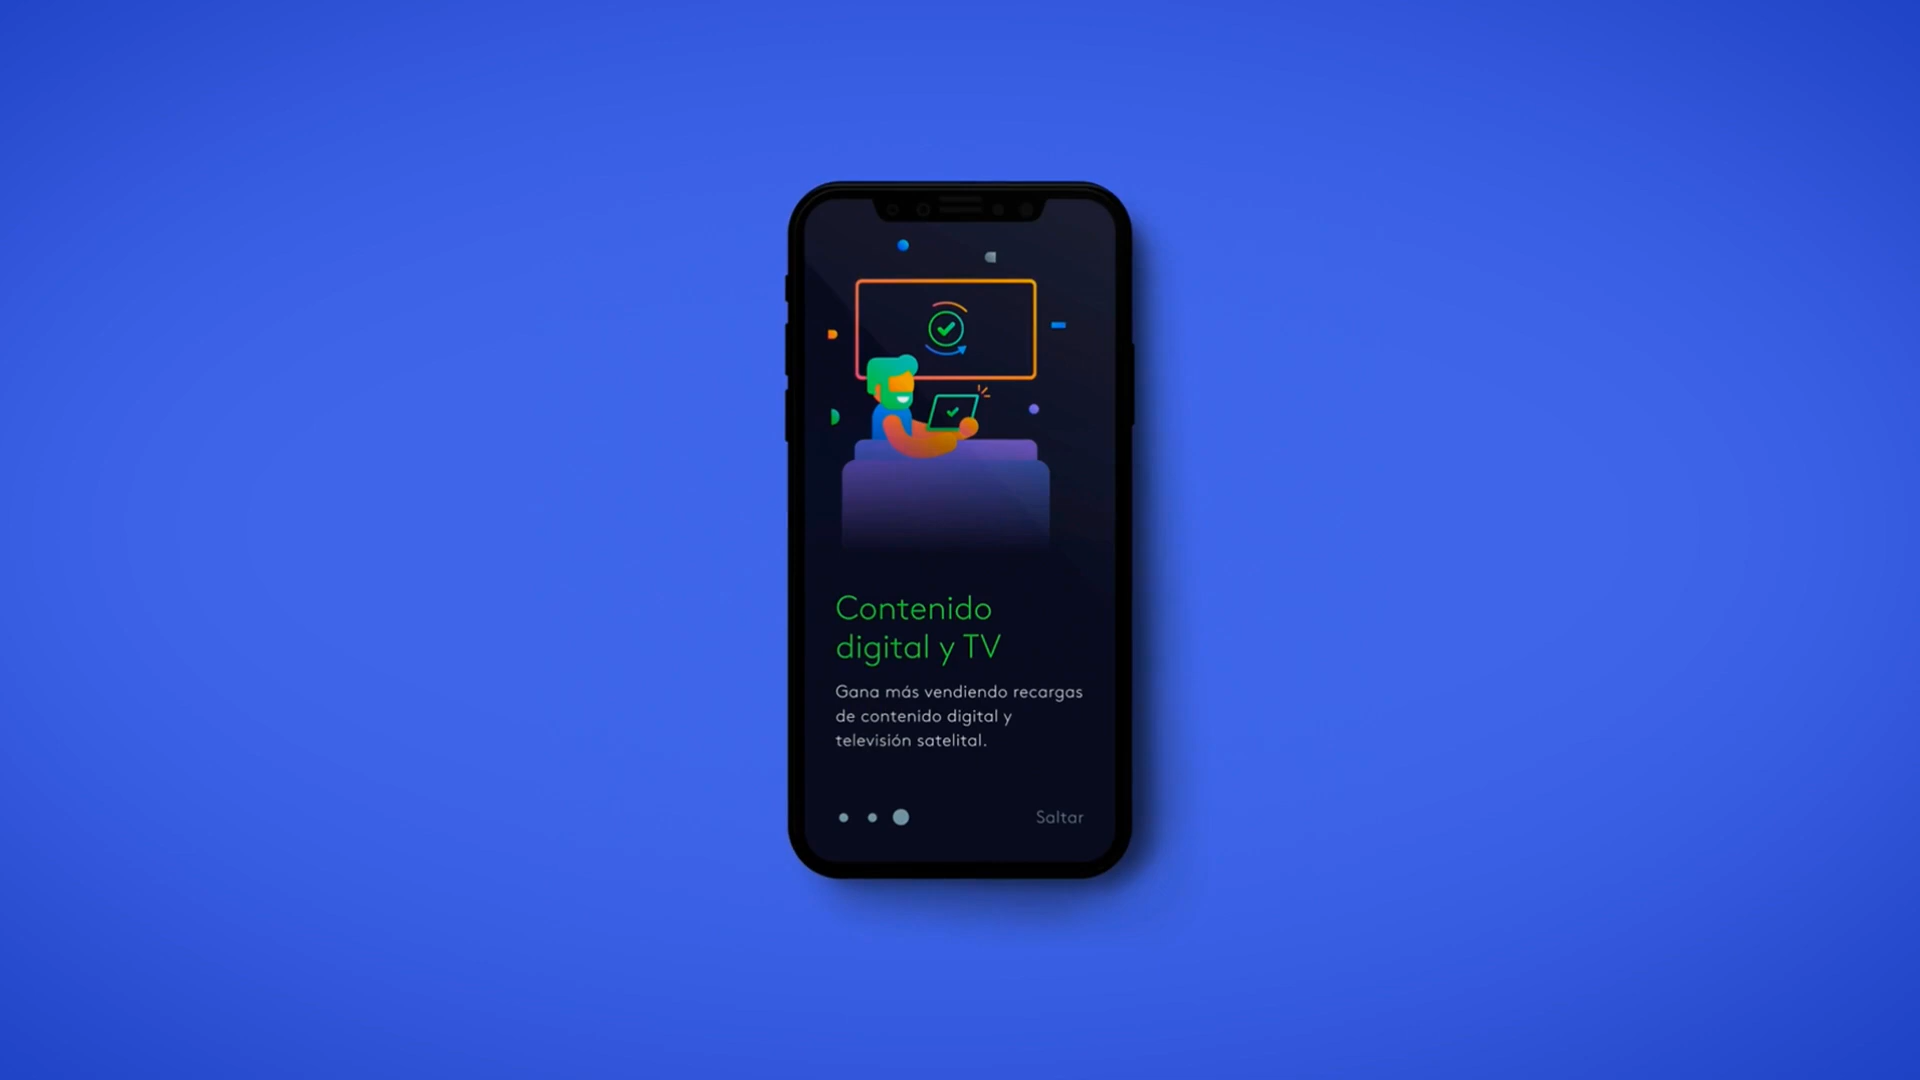 Contenido
digital y TV
Gana más vendiendo recargas
de contenido digital y
televisión satelital.
Saltar